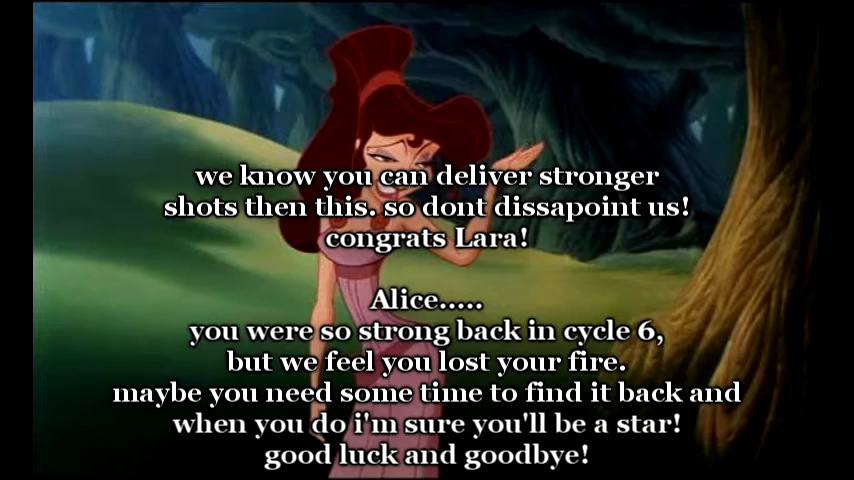 we know you can deliver stronger
shots then this. so dont dissapoint us!
congrats Lara!
Alice.....
you were so strong back in cycle 6,
but we feel you lost your fire.
maybe you need some time to find it back and
when you do i'm sure you'll be a star!
good luck and goodbye!